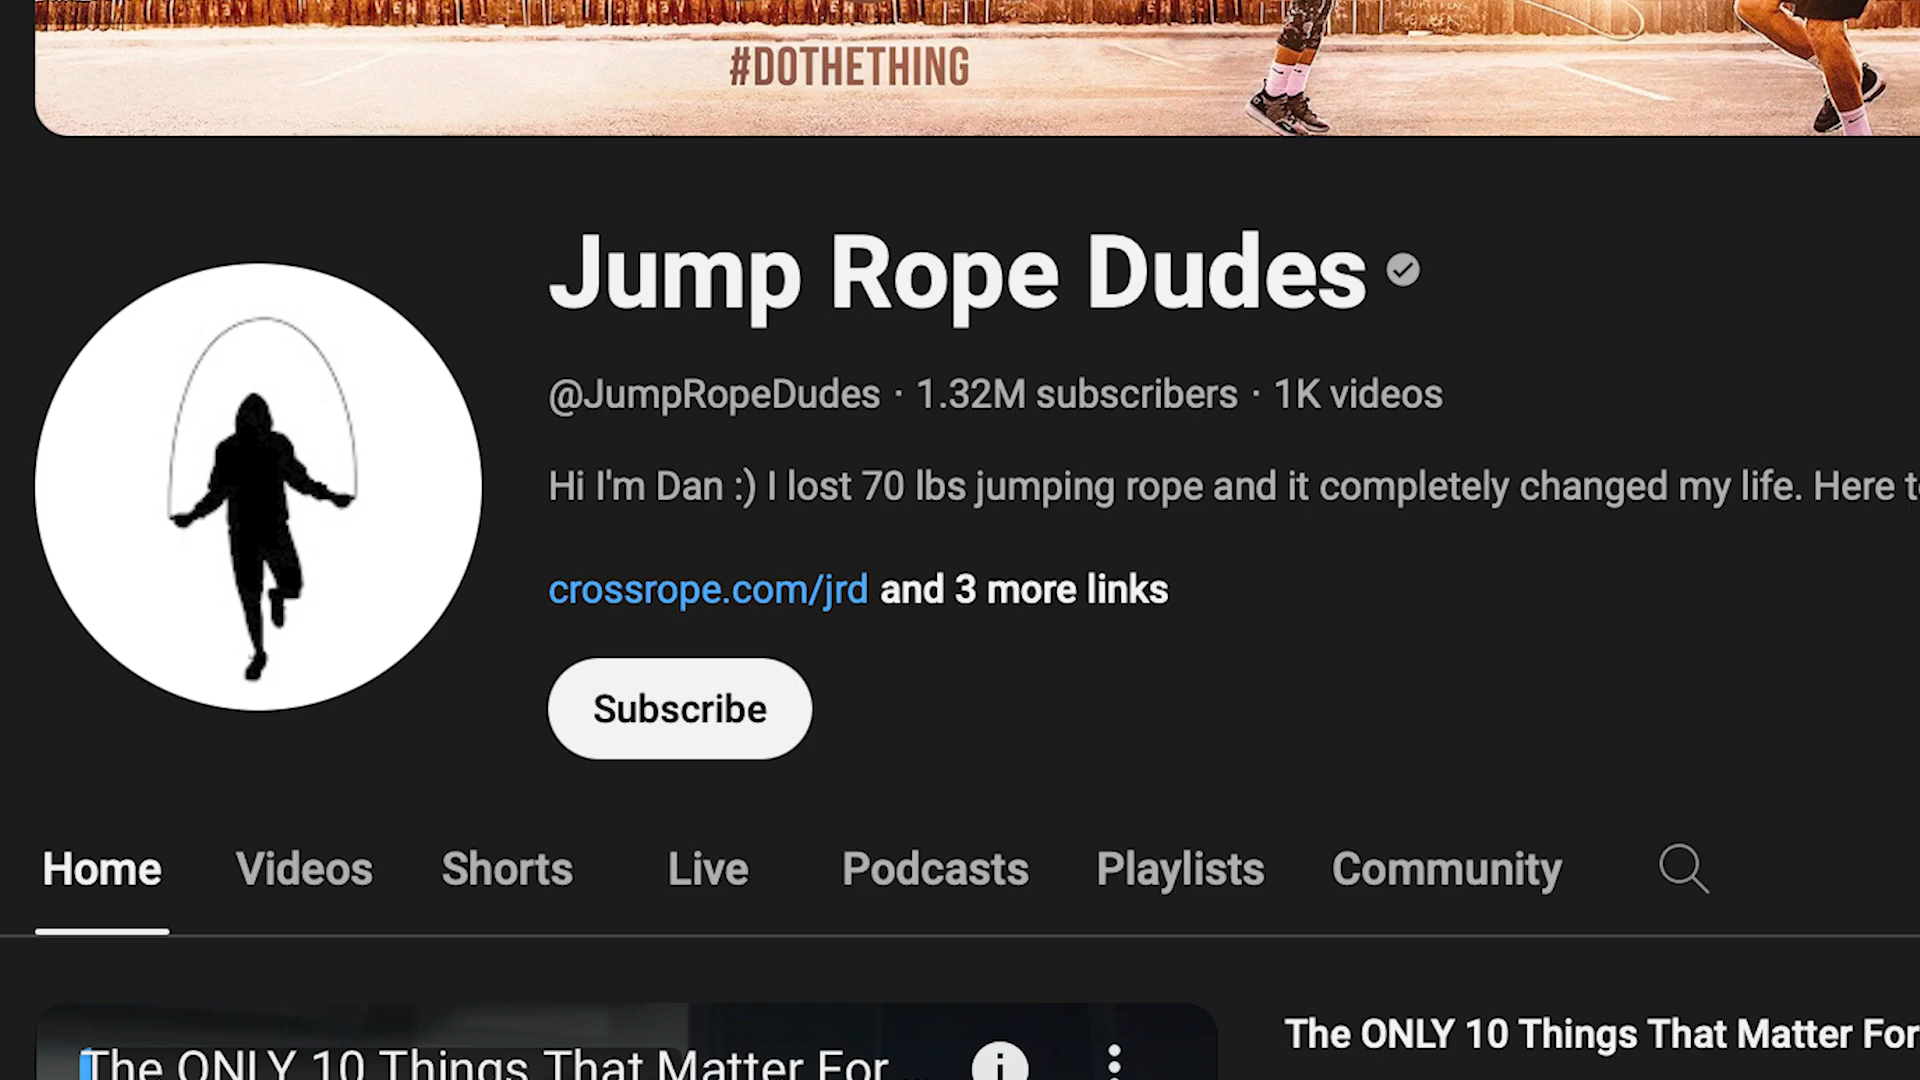 #DOTHETHING
Jump Rope Dudes
@JumpRopeDudes · 1.32M subscribers · 1K videos
Hi I'm Dan :) I lost 70 lbs jumping rope and it completely changed my life. Here
crossrope.com/jrd and 3 more links
Subscribe
Home Videos Shorts Live Podcasts Playlists Community
The ONLY 10 Things That Matter For ...
The ONLY 10 Things That Matter For